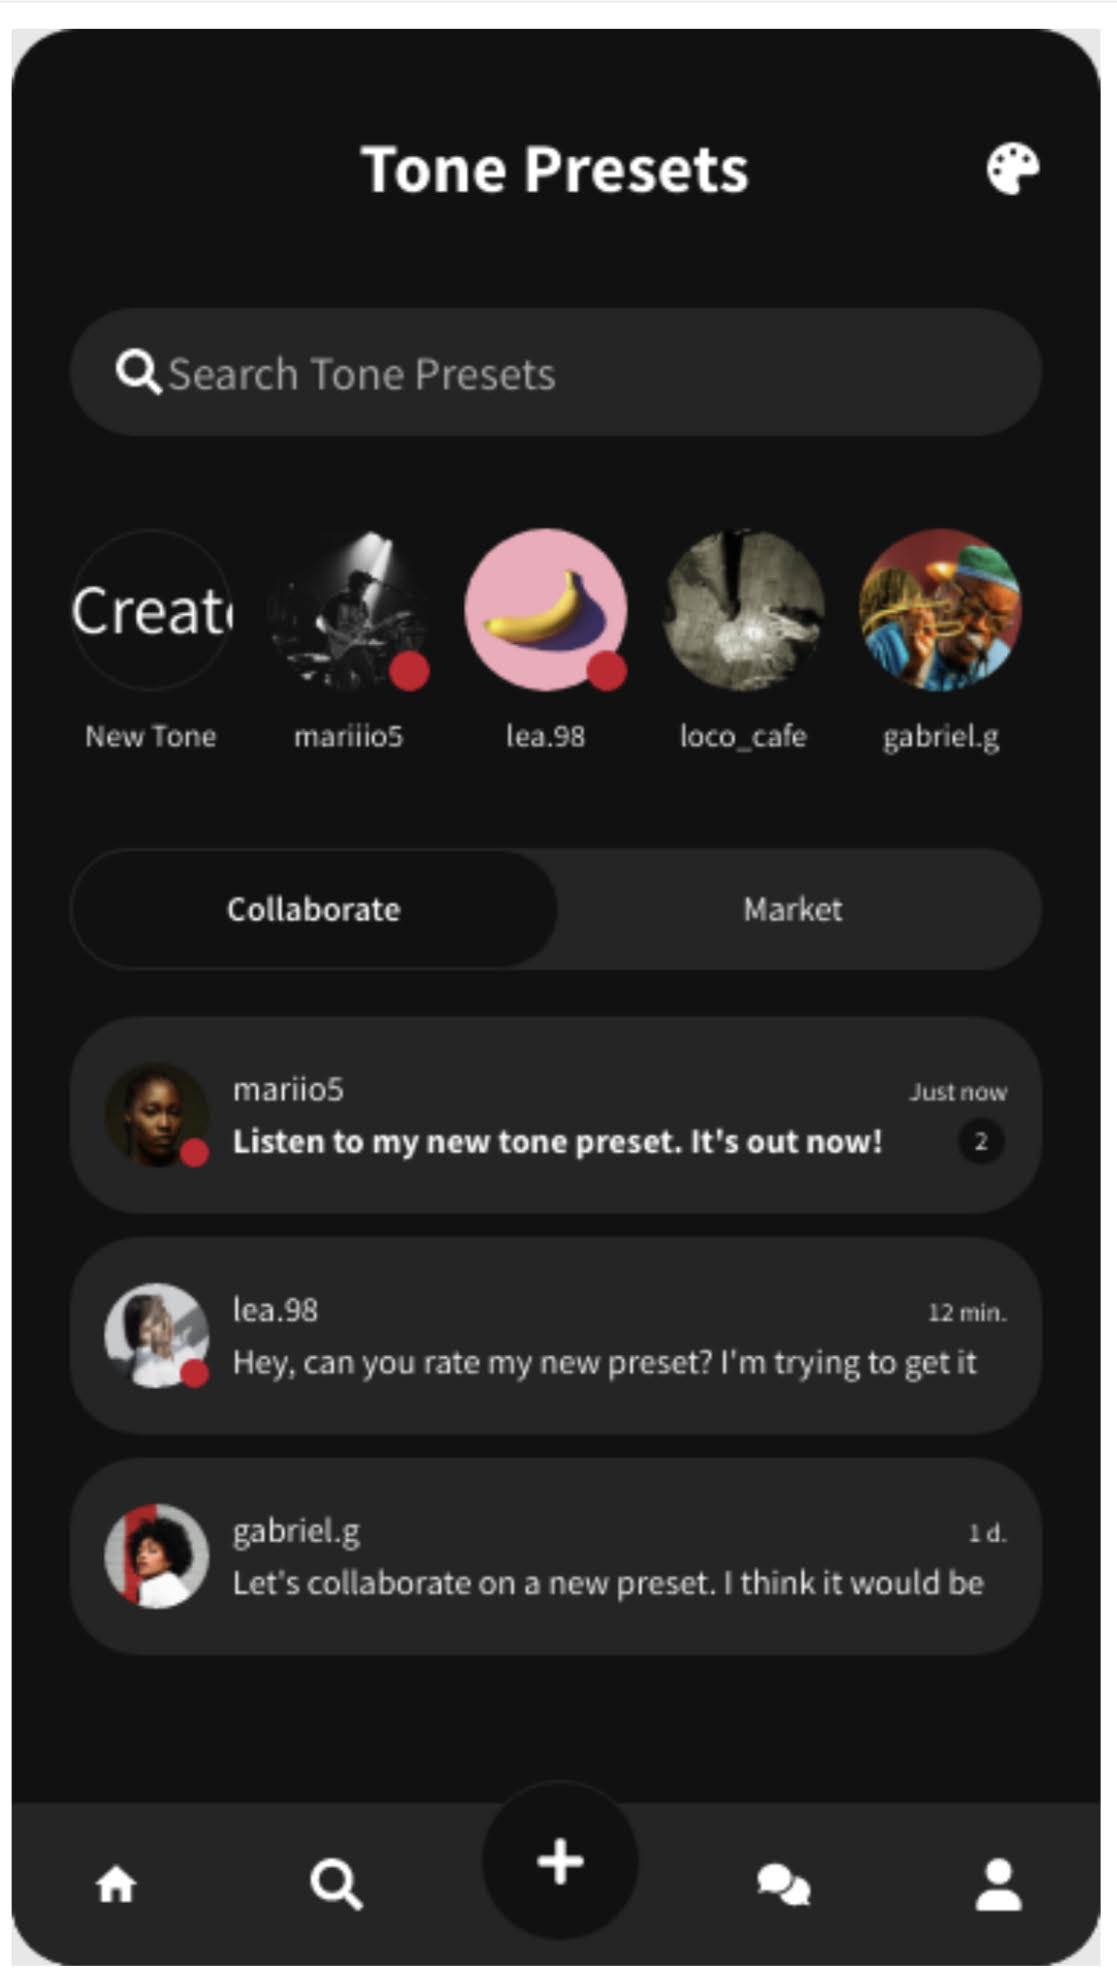 Tone Presets
Search Tone Presets
Creat
New Tone
mariiio5
lea.98
loco_cafe
gabriel.g
Collaborate
Market
mariio5
Just now
Listen to my new tone preset. It's out now!
2
lea.98
12 min.
Hey, can you rate my new preset? I'm trying to get it
gabriel.g
1 d.
Let's collaborate on a new preset. I think it would be